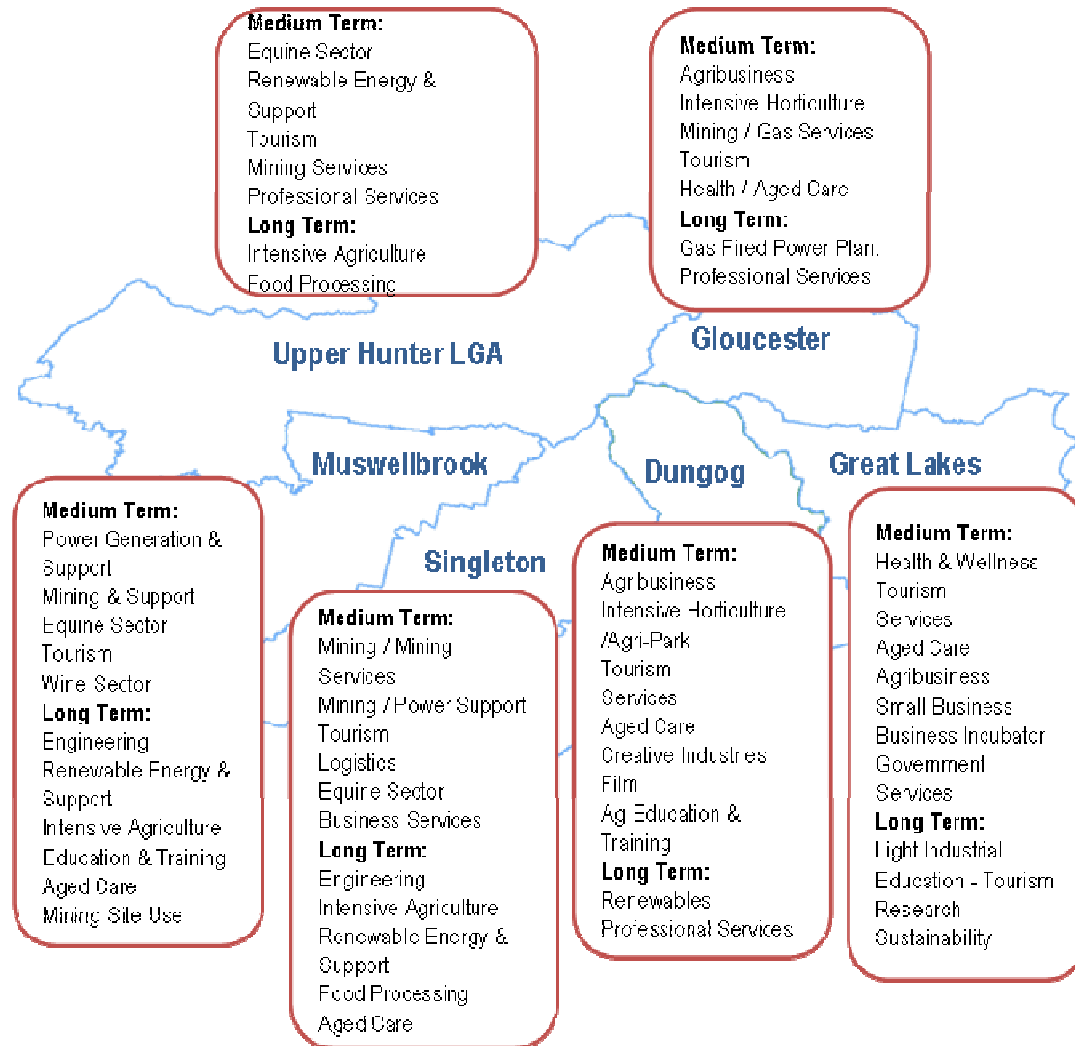 Medium Term:
Equine Sector
Renewable Energy &
Support
Tourism
Mining Services
Professional Services
Long Term:
Intensive Agriculture
Food Processing
Medium Term:
Agribusiness
Intensive Horticulture
Mining / Gas Services
Tourism
Health / Aged Care
Long Term:
Gas Fired Power Plan.
Professional Services
Upper Hunter LGA
Gloucester
Muswellbrook
Dungog
Great Lakes
Singleton
Medium Term:
Power Generation &
Support
Mining & Support
Equine Sector
Tourism
Wine Sector
Long Term:
Engineering
Renewable Energy &
Support
Intensive Agriculture
Education & Training
Aged Care
Mining Site Use
Medium Term:
Mining / Mining
Services
Mining / Power Support
Tourism
Logistics
Equine Sector
Business Services
Long Term:
Engineering
Intensive Agriculture
Renewable Energy &
Support
Food Processing
Aged Care
Medium Term:
Agribusiness
Intensive Horticulture
/Agri-Park
Tourism
Services
Aged Care
Creative Industries
Film
Ag Education &
Training
Long Term:
Renewables
Professional Services
Medium Term:
Health & Wellness
Tourism
Services
Aged Care
Agribusiness
Small Business
Business Incubator
Government
Services
Long Term:
Light Industrial
Education - Tourism
Research
Sustainability